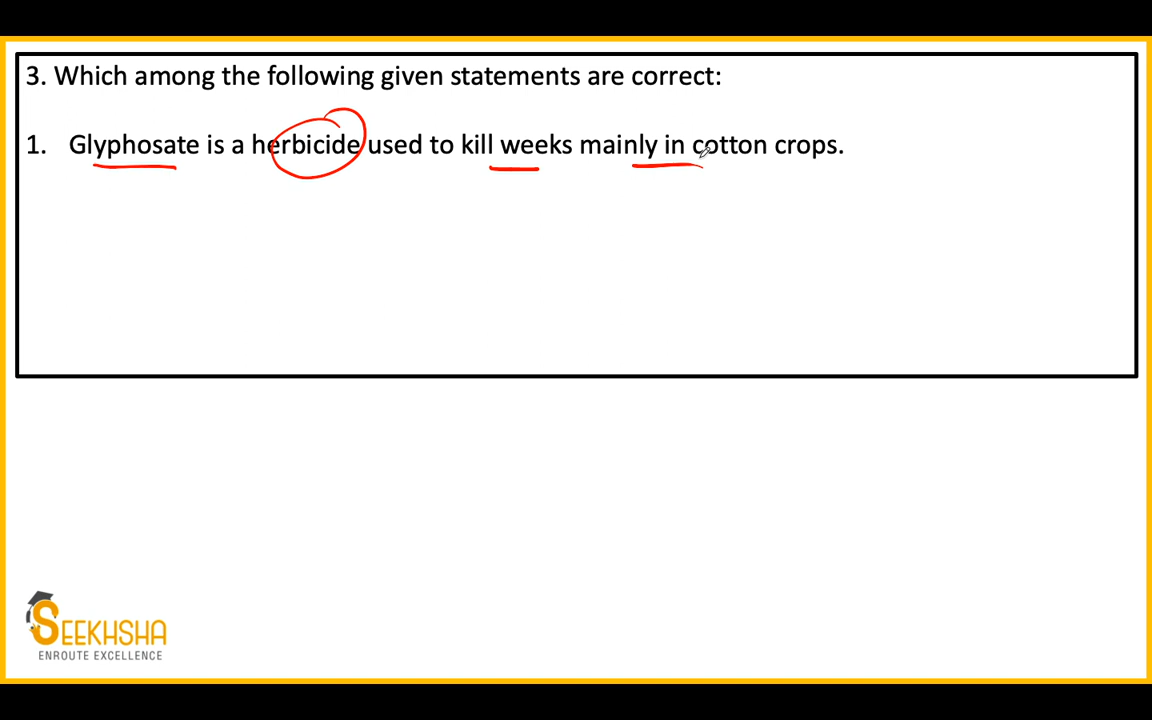 3. Which among the following given statements are correct:
1. Glyphosate is a herbicide used to kill weeks mainly in cotton crops.
SEEKHSHA
ENROUTE EXCELLENCE